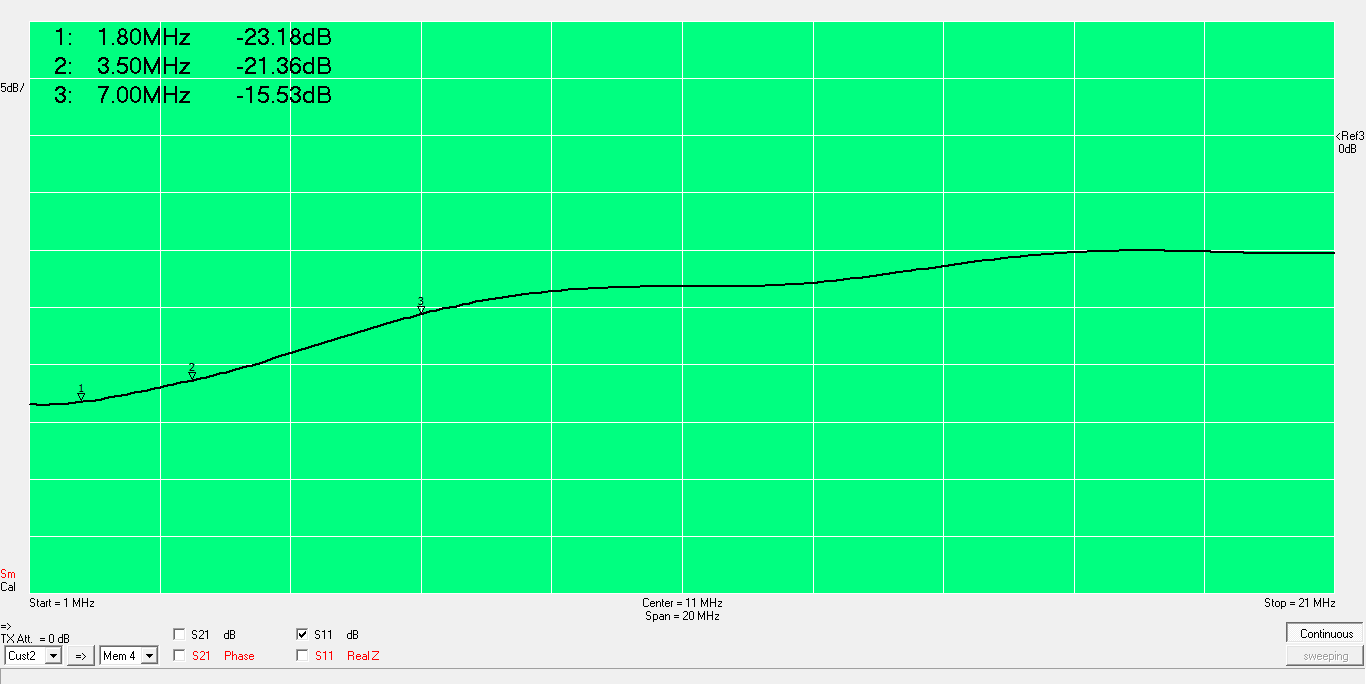 1: 1.80MHz -23.18dB
2: 3.50MHz -21.36dB
3: 7.00MHz -15.53dB
5dB/
<Ref3
0dB
1
2
3
Sm
Cal
Start = 1 MHz Center = 11 MHz Stop = 21 MHz
Span = 20 MHz
=>
TX Att. = 0 dB
S21 dB S11 dB
Continuous
Cust2 => Mem 4 S21 Phase S11 Real Z
sweeping